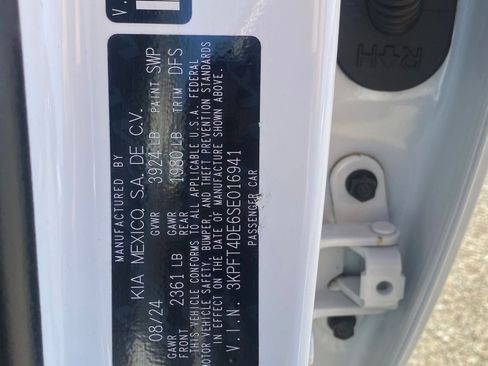 MANUFACTURED BY
KIA MEXICO, S.A. DE C.V.
08/24 GVWR 3924 LB PAINT SWP
GAWR FRONT 2361 LB GAWR REAR 1930 LB TRIM DFS
THIS VEHICLE CONFORMS TO ALL APPLICABLE U.S.A. FEDERAL
MOTOR VEHICLE SAFETY, BUMPER, AND THEFT PREVENTION STANDARDS
IN EFFECT ON THE DATE OF MANUFACTURE SHOWN ABOVE.
V.I.N. 3KPFT4DE6SE016941
PASSENGER CAR
V.
R
H